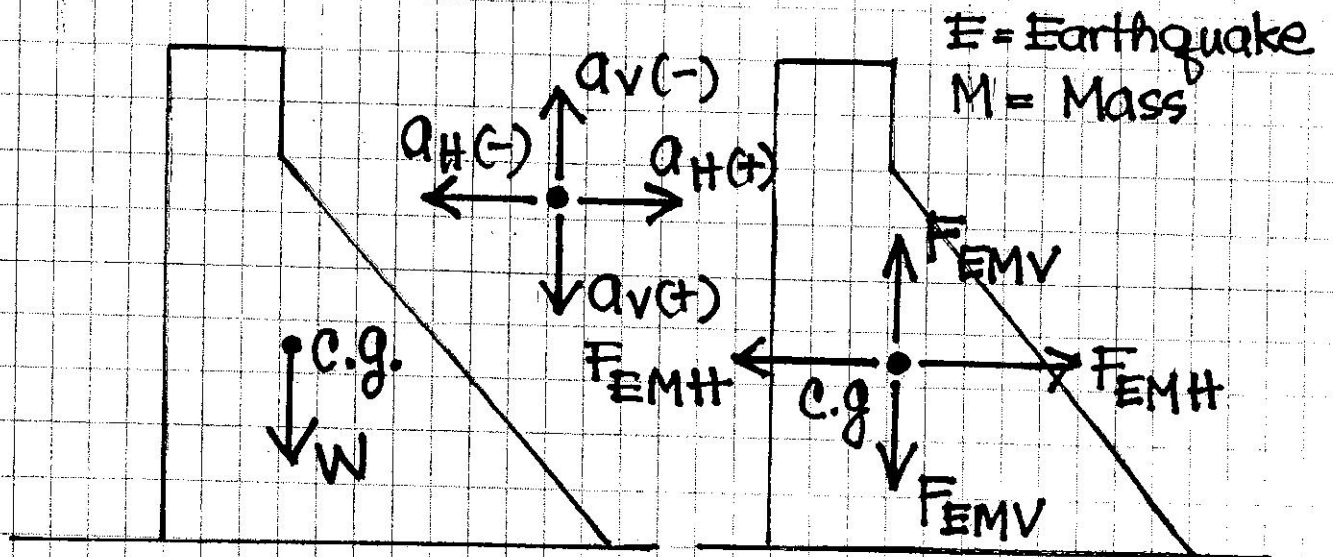 E = Earthquake
M = Mass
aV(-)
aH(-)
aH(+)
aV(+)
c.g.
W
FEMV
FEMH
c.g
FEMH
FEMV